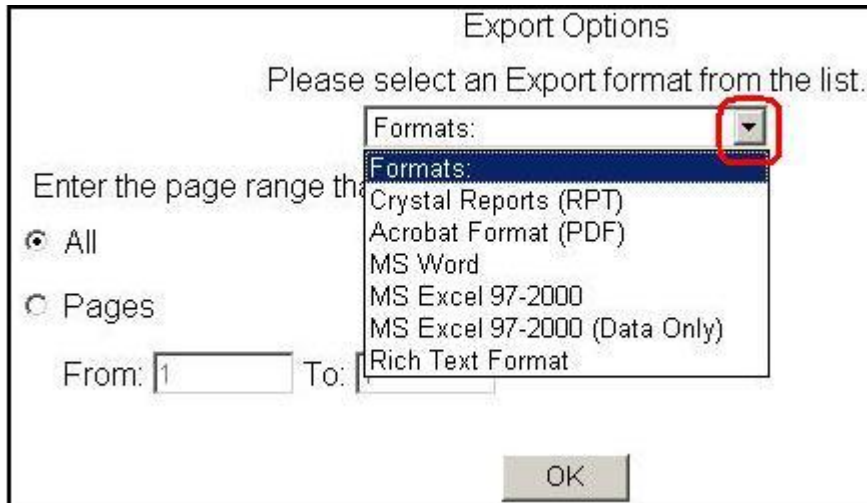 Export Options
Please select an Export format from the list.
Formats:
Formats:
Crystal Reports (RPT)
Acrobat Format (PDF)
MS Word
MS Excel 97-2000
MS Excel 97-2000 (Data Only)
Rich Text Format
Enter the page range
All
Pages
From: 1 To:
OK